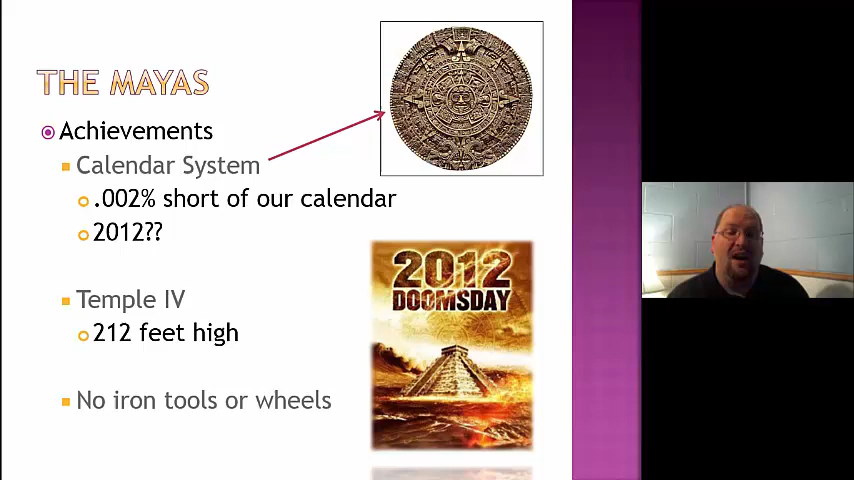 THE MAYAS
Achievements
Calendar System
.002% short of our calendar
2012??
2012
DOOMSDAY
Temple IV
212 feet high
No iron tools or wheels